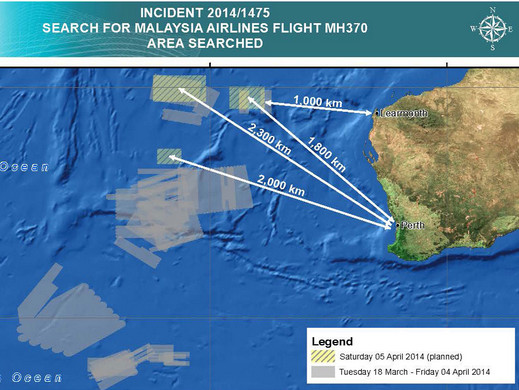 INCIDENT 2014/1475
SEARCH FOR MALAYSIA AIRLINES FLIGHT MH370
AREA SEARCHED
N
W E
S
1,000 km
Learmonth
2,300 km
1,800 km
Ocean
2,000 km
Perth
Legend
Saturday 05 April 2014 (planned)
Tuesday 18 March - Friday 04 April 2014
Ocean